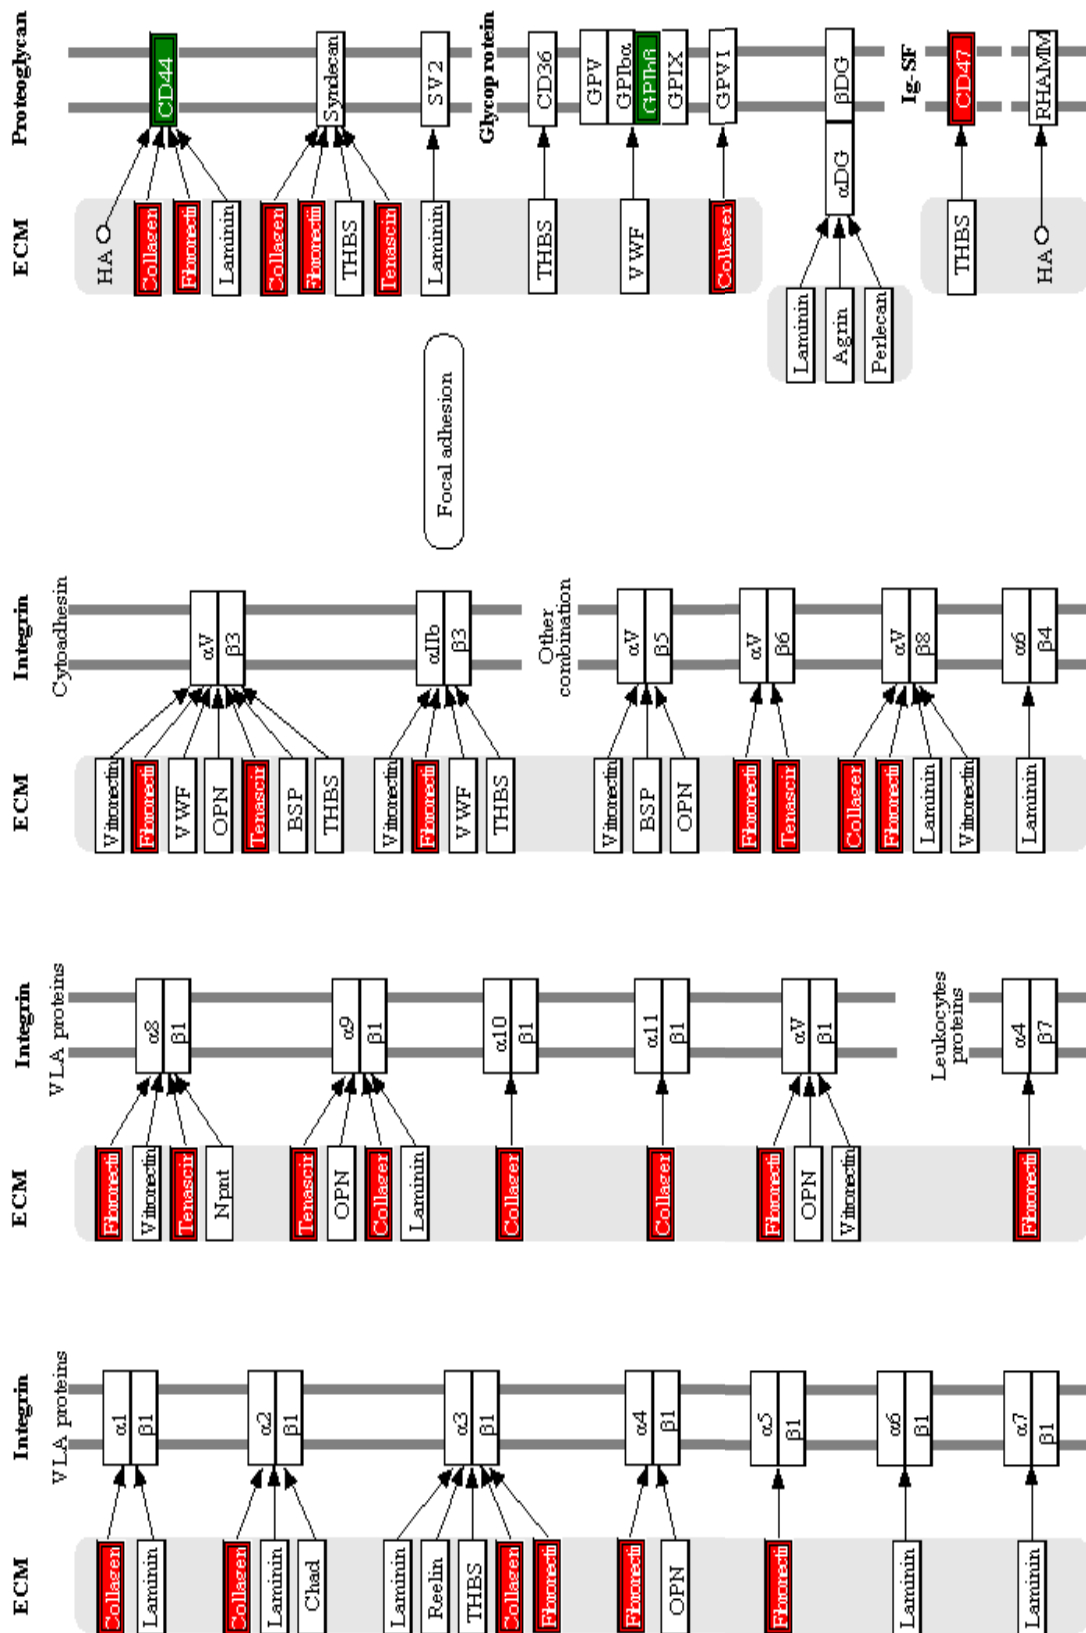 ECM
Integrin
VLA proteins
Collagen
Laminin
α1
β1
Collagen
Laminin
Chad
α2
β1
Laminin
Reelin
THBS
Collagen
Fibronectin
α3
β1
Fibronectin
OPN
α4
β1
Fibronectin
α5
β1
Laminin
α6
β1
Laminin
α7
β1
ECM
Integrin
VLA proteins
Fibronectin
Vitronectin
Tenascin
Npnt
α8
β1
Tenascin
OPN
Collagen
Laminin
α9
β1
Collagen
α10
β1
Collagen
α11
β1
Fibronectin
OPN
Vitronectin
αV
β1
Leukocytes
proteins
Fibronectin
α4
β7
ECM
Integrin
Cytoadhesin
Vitronectin
Fibronectin
VWF
OPN
Tenascin
BSP
THBS
αV
β3
Vitronectin
Fibronectin
VWF
THBS
αIIb
β3
Other
combination
Vitronectin
BSP
OPN
αV
β5
Fibronectin
Tenascin
αV
β6
Collagen
Fibronectin
Laminin
Vitronectin
αV
β8
Laminin
α6
β4
Focal adhesion
ECM
Proteoglycan
HA
Collagen
Fibronectin
Laminin
CD44
Collagen
Fibronectin
THBS
Tenascin
Syndecan
Laminin
SV2
Glycoprotein
THBS
CD36
VWF
GPV
GPIbα
GPIbβ
GPIX
Collagen
GPVI
Laminin
Agrin
Perlecan
αDG
βDG
Ig-SF
THBS
CD47
HA
RHAMM